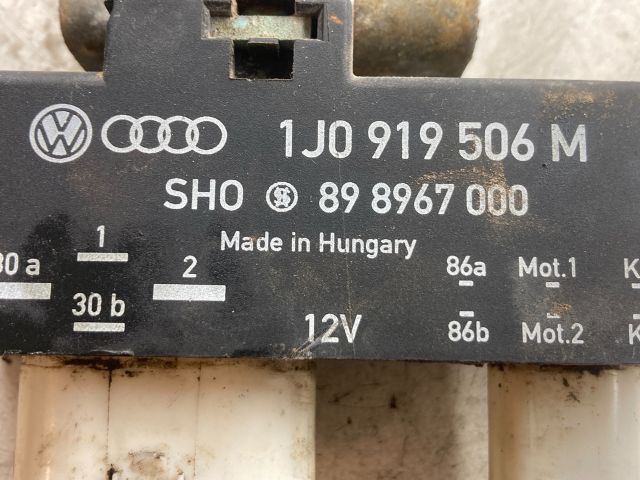 1J0 919 506 M
SHO 89 8967 000
Made in Hungary
1
2
86a Mot.1 K
30 b
12V
86b Mot.2 K